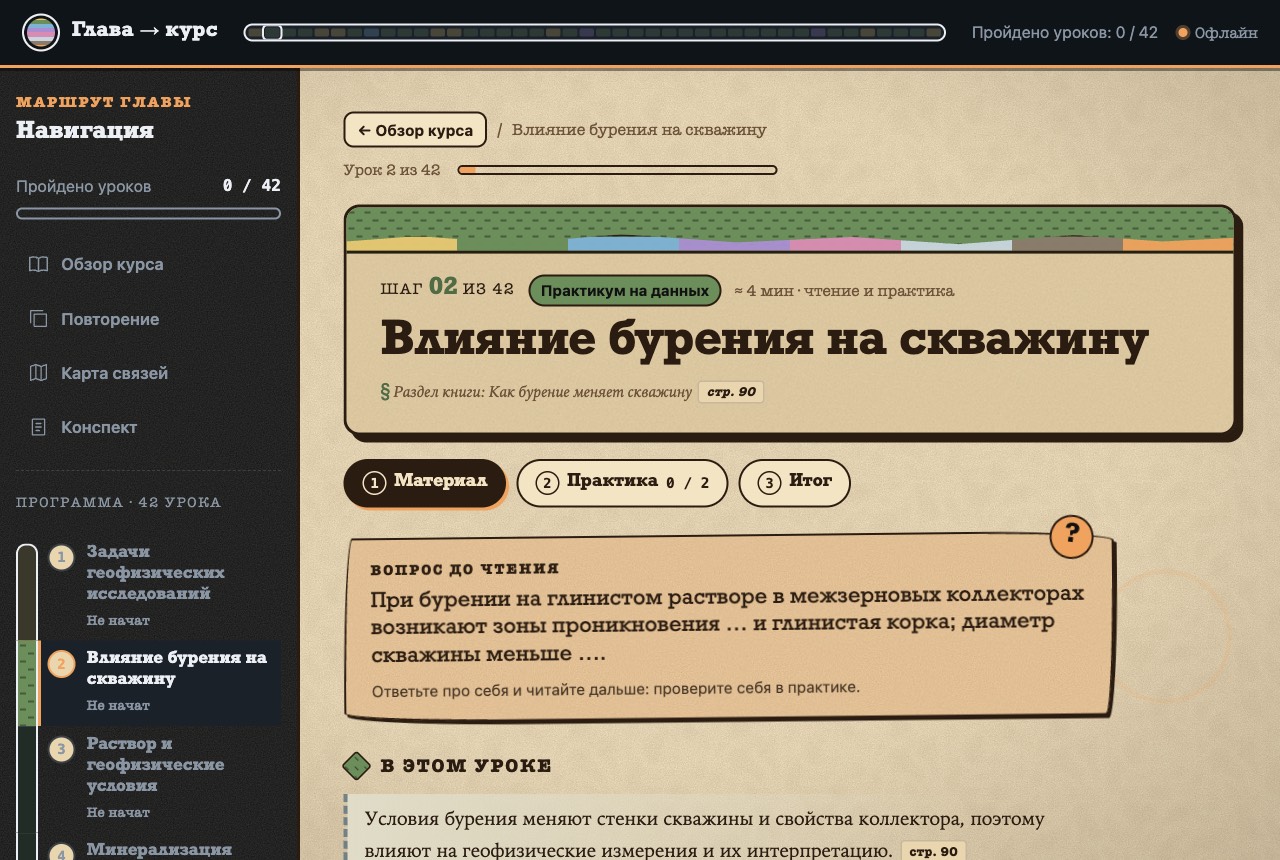 Глава → курс
Пройдено уроков: 0 / 42
Офлайн
МАРШРУТ ГЛАВЫ
Навигация
Пройдено уроков 0 / 42
Обзор курса
Повторение
Карта связей
Конспект
ПРОГРАММА · 42 УРОКА
1 Задачи
геофизических
исследований
Не начат
2 Влияние бурения на
скважину
Не начат
3 Раствор и
геофизические
условия
Не начат
4 Минерализация
← Обзор курса / Влияние бурения на скважину
Урок 2 из 42
ШАГ 02 ИЗ 42 Практикум на данных ≈ 4 мин · чтение и практика
Влияние бурения на скважину
§ Раздел книги: Как бурение меняет скважину стр. 90
1 Материал 2 Практика 0 / 2 3 Итог
?
ВОПРОС ДО ЧТЕНИЯ
При бурении на глинистом растворе в межзерновых коллекторах
возникают зоны проникновения … и глинистая корка; диаметр
скважины меньше ….
Ответьте про себя и читайте дальше: проверите себя в практике.
В ЭТОМ УРОКЕ
Условия бурения меняют стенки скважины и свойства коллектора, поэтому
влияют на геофизические измерения и их интерпретацию. стр. 90